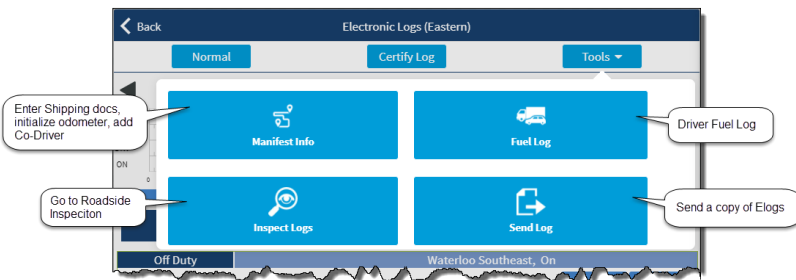 Back
Electronic Logs (Eastern)
Normal
Certify Log
Tools
Enter Shipping docs,
initialize odometer, add
Co-Driver
Manifest Info
Fuel Log
Driver Fuel Log
ON
0
Go to Roadside
Inspeciton
Inspect Logs
Send Log
Send a copy of Elogs
Off Duty
Waterloo Southeast, On